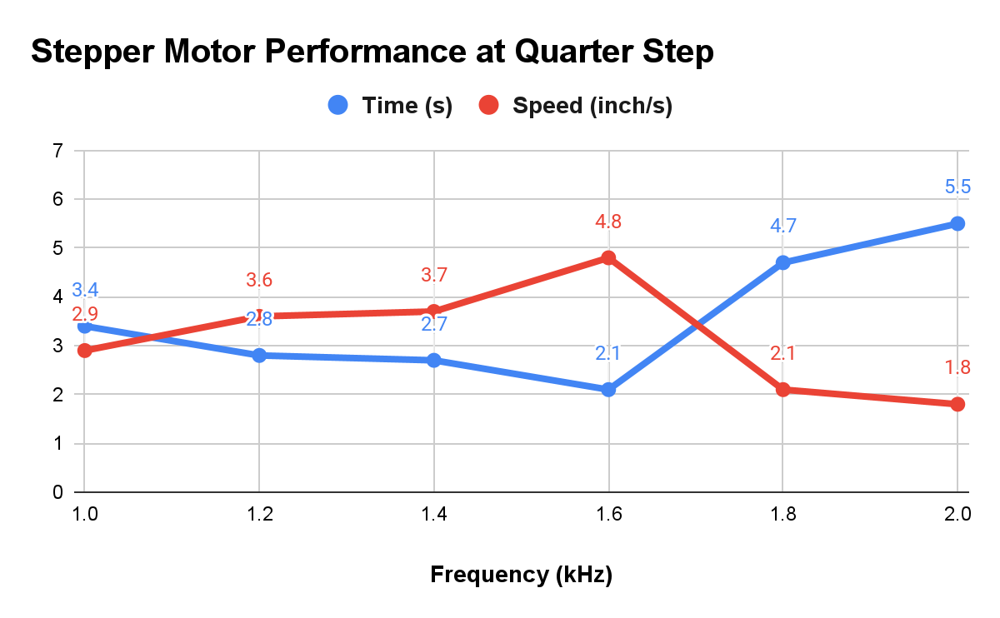 Stepper Motor Performance at Quarter Step
Time (s) Speed (inch/s)
7
6
5
4
3
2
1
0
3.4 2.8 2.7 2.1 4.7 5.5
2.9 3.6 3.7 4.8 2.1 1.8
1.0 1.2 1.4 1.6 1.8 2.0
Frequency (kHz)